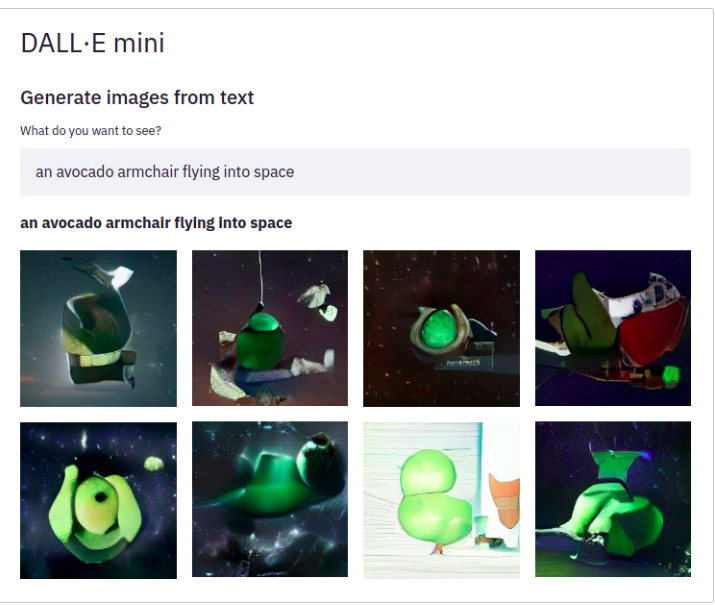 DALL·E mini
Generate images from text
What do you want to see?
an avocado armchair flying into space
an avocado armchair flying into space